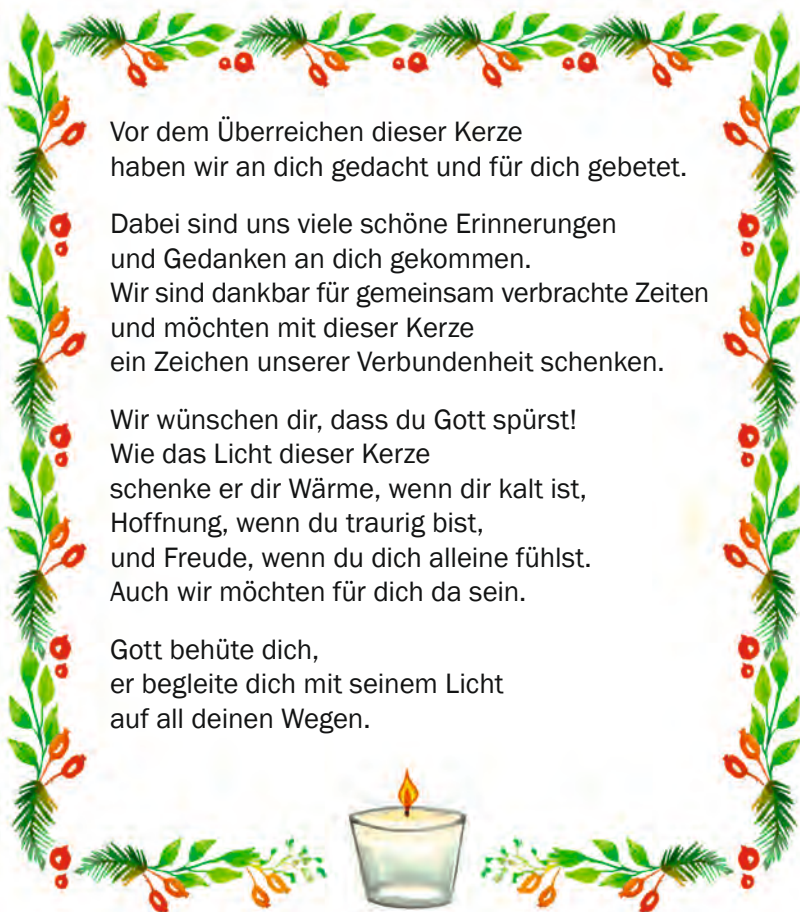 Vor dem Überreichen dieser Kerze
haben wir an dich gedacht und für dich gebetet.
Dabei sind uns viele schöne Erinnerungen
und Gedanken an dich gekommen.
Wir sind dankbar für gemeinsam verbrachte Zeiten
und möchten mit dieser Kerze
ein Zeichen unserer Verbundenheit schenken.
Wir wünschen dir, dass du Gott spürst!
Wie das Licht dieser Kerze
schenke er dir Wärme, wenn dir kalt ist,
Hoffnung, wenn du traurig bist,
und Freude, wenn du dich alleine fühlst.
Auch wir möchten für dich da sein.
Gott behüte dich,
er begleite dich mit seinem Licht
auf all deinen Wegen.